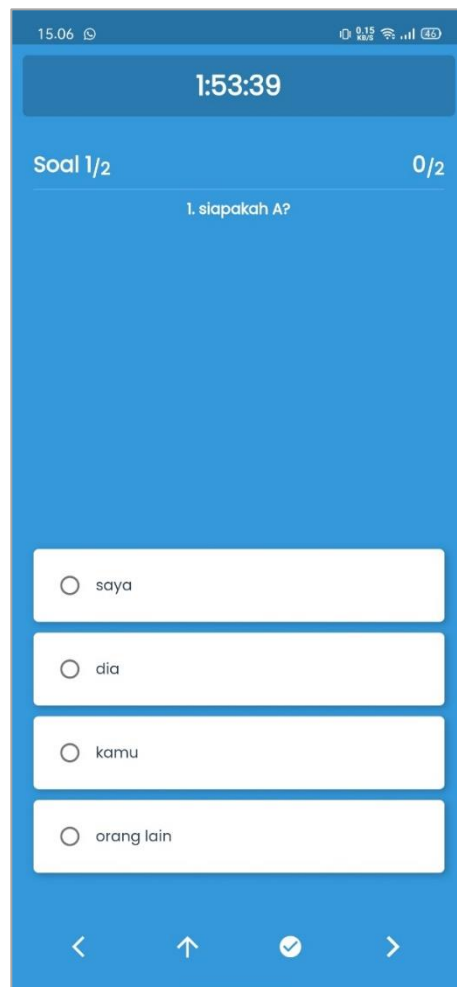 15.06 0.15 KB/S 46
1:53:39
Soal 1/2 0/2
1. siapakah A?
saya
dia
kamu
orang lain